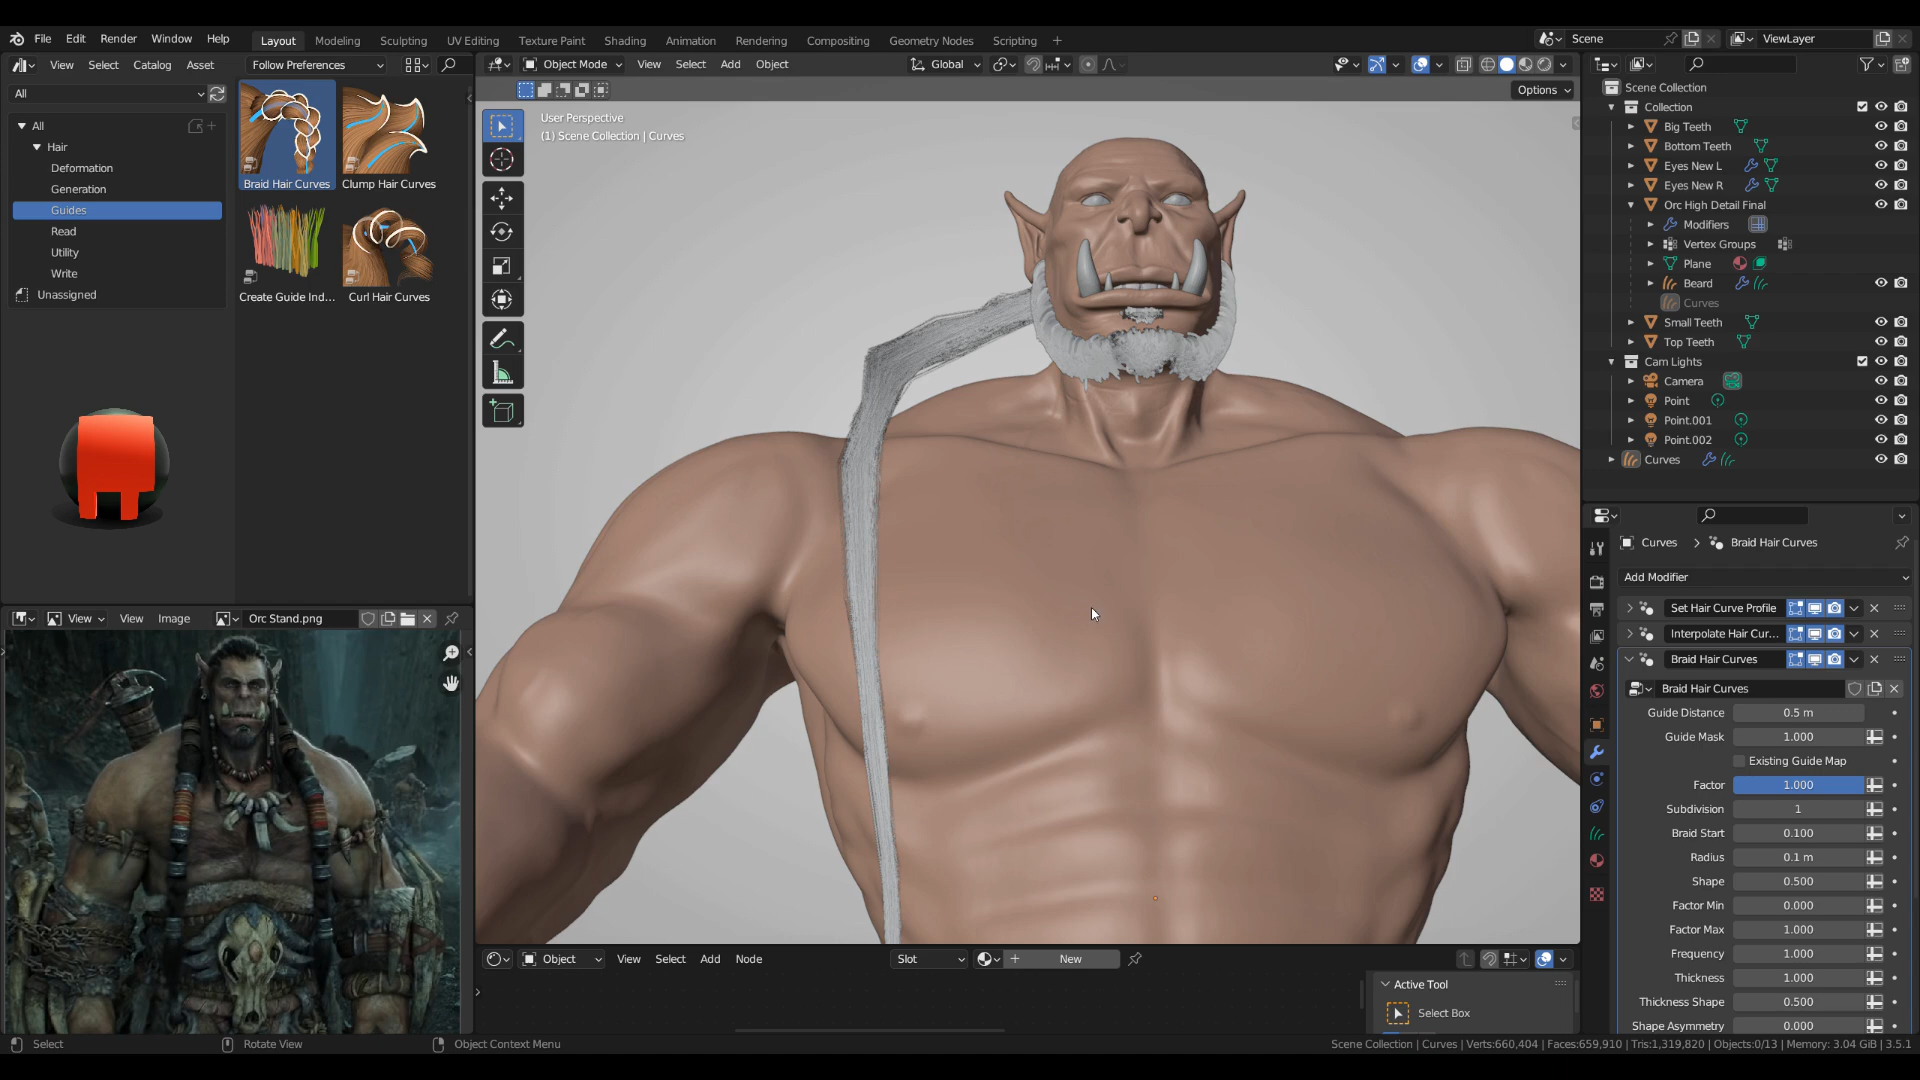 File Edit Render Window Help
Layout Modeling Sculpting UV Editing Texture Paint Shading Animation Rendering Compositing Geometry Nodes Scripting +
Scene
ViewLayer
View Select Catalog Asset
Follow Preferences
All
All
Hair
Deformation
Generation
Guides
Read
Utility
Write
Unassigned
Braid Hair Curves
Clump Hair Curves
Create Guide Ind...
Curl Hair Curves
Object Mode View Select Add Object
Global
Options
User Perspective
(1) Scene Collection | Curves
Scene Collection
Collection
Big Teeth
Bottom Teeth
Eyes New L
Eyes New R
Orc High Detail Final
Modifiers
Vertex Groups
Plane
Beard
Curves
Small Teeth
Top Teeth
Cam Lights
Camera
Point
Point.001
Point.002
Curves
Curves > Braid Hair Curves
Add Modifier
Set Hair Curve Profile
Interpolate Hair Cur...
Braid Hair Curves
Braid Hair Curves
Guide Distance 0.5 m
Guide Mask 1.000
Existing Guide Map
Factor 1.000
Subdivision 1
Braid Start 0.100
Radius 0.1 m
Shape 0.500
Factor Min 0.000
Factor Max 1.000
Frequency 1.000
Thickness 1.000
Thickness Shape 0.500
Shape Asymmetry 0.000
View View Image
Orc Stand.png
Object View Select Add Node
Slot
New
Active Tool
Select Box
Select
Rotate View
Object Context Menu
Scene Collection | Curves | Verts:660,404 | Faces:659,910 | Tris:1,319,820 | Objects:0/13 | Memory: 3.04 GiB | 3.5.1